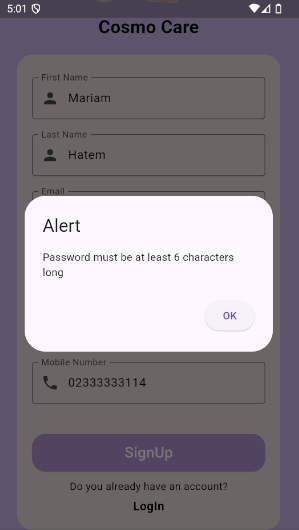 5:01
Cosmo Care
First Name
Mariam
Last Name
Hatem
Email
Alert
Password must be at least 6 characters
long
OK
Mobile Number
02333333114
SignUp
Do you already have an account?
LogIn